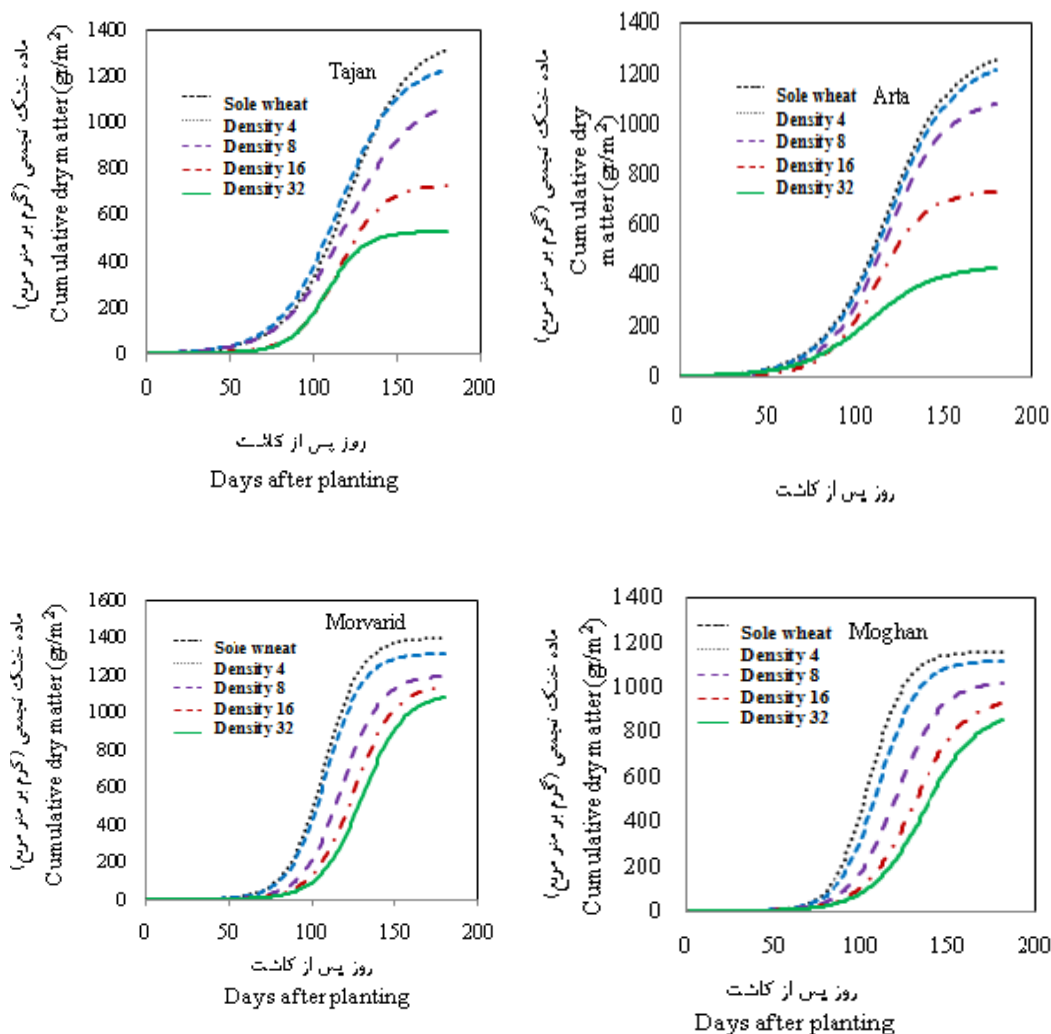 ماده خشک تجمعی (گرم بر متر مربع)
Cumulative dry matter (gr/m²)
1400
1200
1000
800
600
400
200
0
Tajan
Sole wheat
Density 4
Density 8
Density 16
Density 32
0 50 100 150 200
روز پس از کاشت
Days after planting
ماده خشک تجمعی (گرم بر متر مربع)
Cumulative dry
matter (gr/m²)
1400
1200
1000
800
600
400
200
0
Arta
Sole wheat
Density 4
Density 8
Density 16
Density 32
0 50 100 150 200
روز پس از کاشت
ماده خشک تجمعی (گرم بر متر مربع)
Cumulative dry matter (gr/m²)
1600
1400
1200
1000
800
600
400
200
0
Morvarid
Sole wheat
Density 4
Density 8
Density 16
Density 32
0 50 100 150 200
روز پس از کاشت
Days after planting
ماده خشک تجمعی (گرم بر متر مربع)
Cumulative dry matter (gr/m²)
1400
1200
1000
800
600
400
200
0
Moghan
Sole wheat
Density 4
Density 8
Density 16
Density 32
0 50 100 150 200
روز پس از کاشت
Days after planting